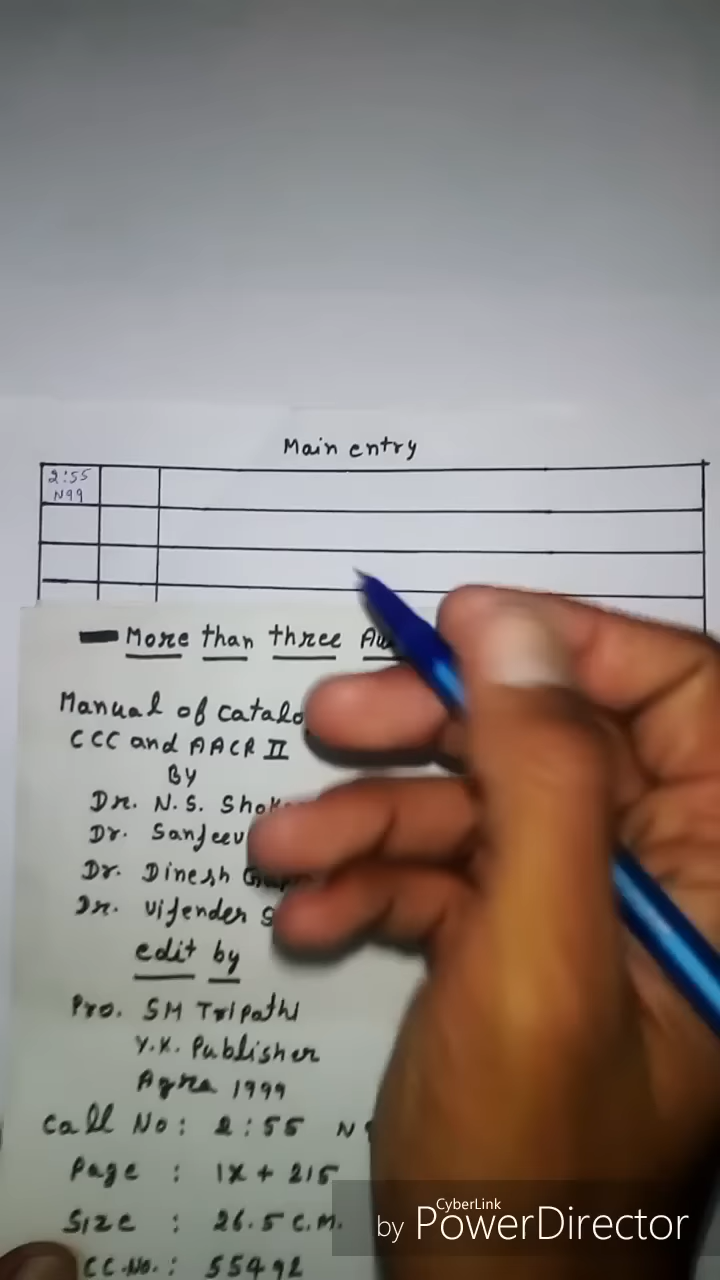 Main entry
2:55
N99
More than three
Manual of
CCC and AACR II
By
Dr. N.S.
Dr. Sanjeev
Dr. Dinesh
Dr. Vijender
edit by
Pro. SM Tripathi
Y.K. Publisher
Agra 1999
Call No: 2:55 N
Page : IX + 215
Size : 26.5 C.M.
CC.No.: 55492
CyberLink
by PowerDirector